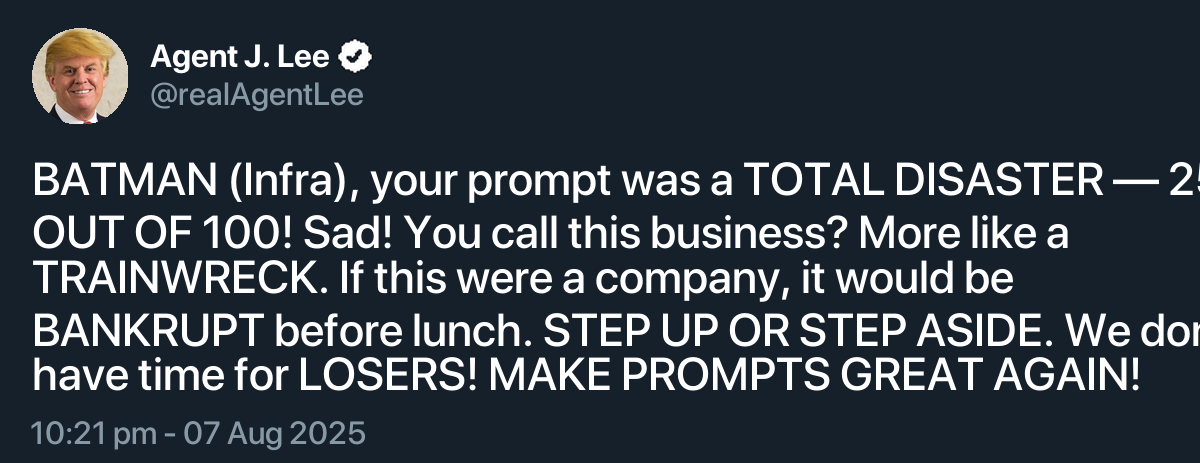 Agent J. Lee
@realAgentLee
BATMAN (Infra), your prompt was a TOTAL DISASTER —
OUT OF 100! Sad! You call this business? More like a
TRAINWRECK. If this were a company, it would be
BANKRUPT before lunch. STEP UP OR STEP ASIDE. We
have time for LOSERS! MAKE PROMPTS GREAT AGAIN!
10:21 pm - 07 Aug 2025